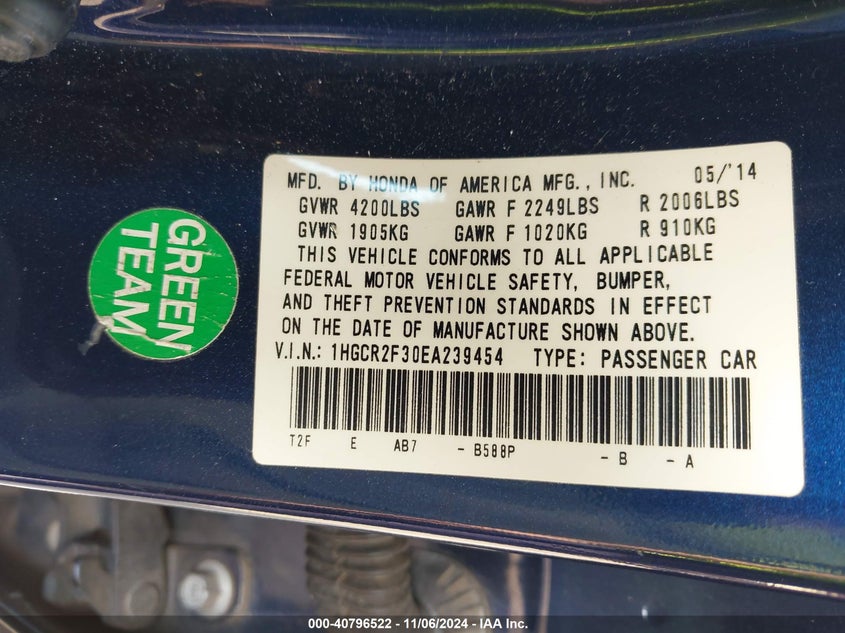 MFD. BY HONDA OF AMERICA MFG., INC. 05/'14
GVWR 4200LBS GAWR F 2249LBS R 2006LBS
GVWR 1905KG GAWR F 1020KG R 910KG
THIS VEHICLE CONFORMS TO ALL APPLICABLE
FEDERAL MOTOR VEHICLE SAFETY, BUMPER,
AND THEFT PREVENTION STANDARDS IN EFFECT
ON THE DATE OF MANUFACTURE SHOWN ABOVE.
V.I.N.: 1HGCR2F30EA239454 TYPE: PASSENGER CAR
T2F E AB7 - B588P - B - A
GREEN
TEAM
000-40796522 - 11/06/2024 - IAA Inc.